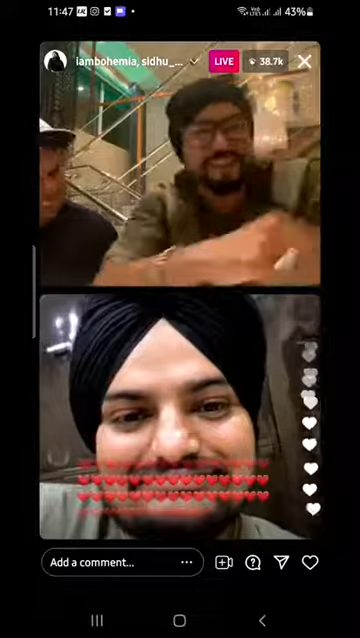 11:47
43%
iambohemia, sidhu_...
LIVE
38.7k
Add a comment...